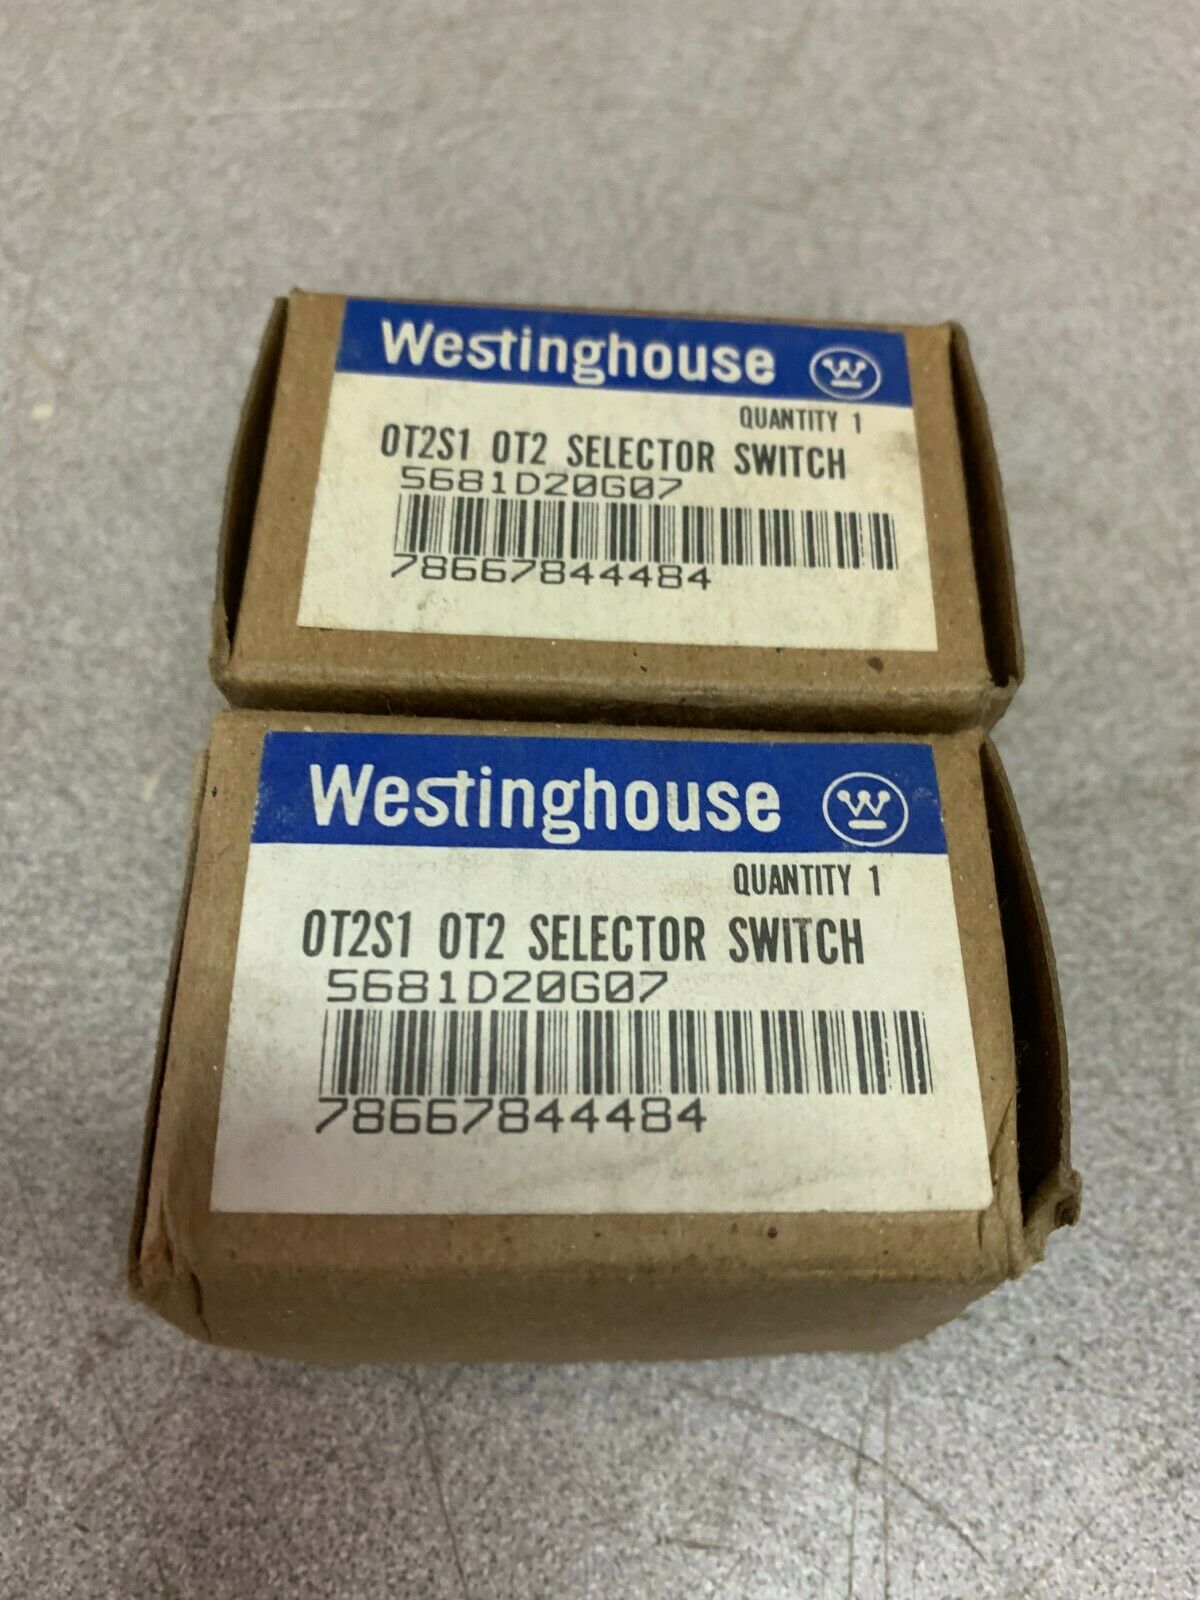 Westinghouse W
QUANTITY 1
OT2S1 OT2 SELECTOR SWITCH
5681D20G07
78667844484
Westinghouse W
QUANTITY 1
OT2S1 OT2 SELECTOR SWITCH
5681D20G07
78667844484